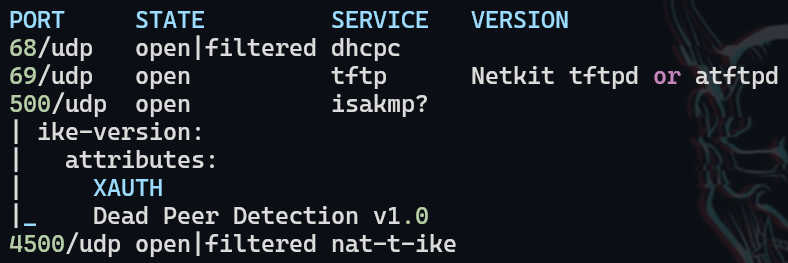 PORT     STATE         SERVICE   VERSION
68/udp   open|filtered dhcpc
69/udp   open          tftp      Netkit tftpd or atftpd
500/udp  open          isakmp?
| ike-version:
|   attributes:
|     XAUTH
|_    Dead Peer Detection v1.0
4500/udp open|filtered nat-t-ike